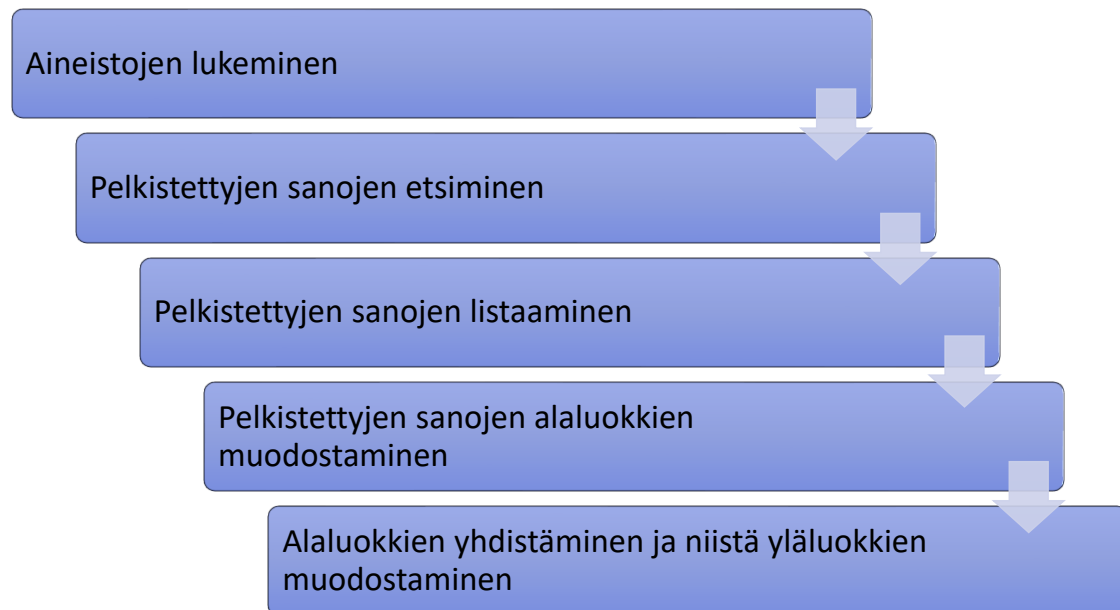 Aineistojen lukeminen
Pelkistettyjen sanojen etsiminen
Pelkistettyjen sanojen listaaminen
Pelkistettyjen sanojen alaluokkien
muodostaminen
Alaluokkien yhdistäminen ja niistä yläluokkien
muodostaminen